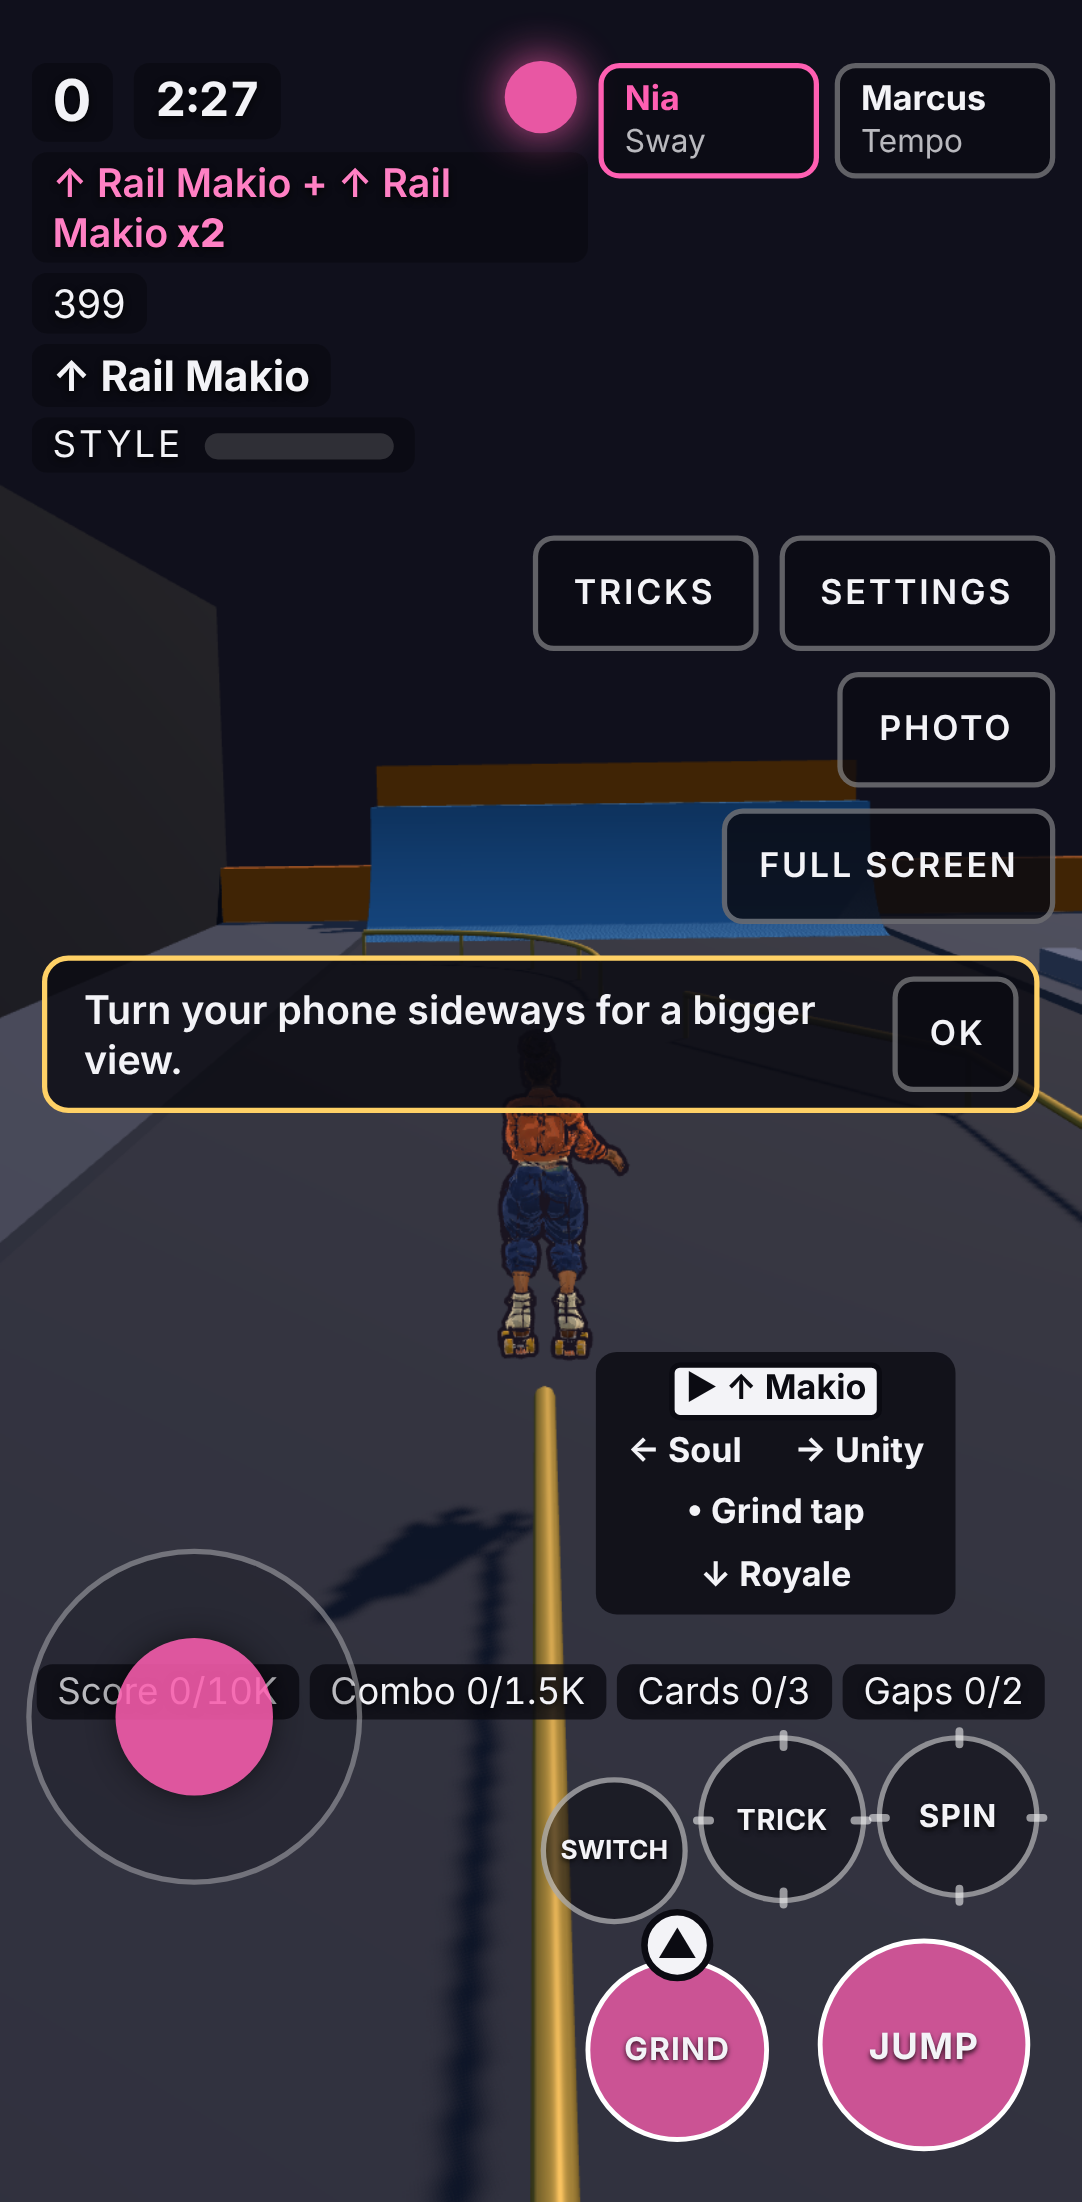 0
2:27
Nia
Sway
Marcus
Tempo
↑ Rail Makio + ↑ Rail
Makio x2
399
↑ Rail Makio
STYLE
TRICKS
SETTINGS
PHOTO
FULL SCREEN
Turn your phone sideways for a bigger
view.
OK
▶ ↑ Makio
← Soul
→ Unity
• Grind tap
↓ Royale
Score 0/10K
Combo 0/1.5K
Cards 0/3
Gaps 0/2
SWITCH
TRICK
SPIN
GRIND
JUMP